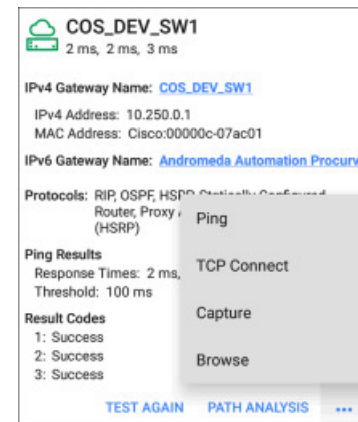 COS_DEV_SW1
2 ms, 2 ms, 3 ms
IPv4 Gateway Name: COS_DEV_SW1
IPv4 Address: 10.250.0.1
MAC Address: Cisco:00000c-07ac01
IPv6 Gateway Name: Andromeda Automation Procurv
Protocols: RIP, OSPF, HSRP, Statically Configured
Router, Proxy
(HSRP)
Ping Results
Response Times: 2 ms,
Threshold: 100 ms
Result Codes
1: Success
2: Success
3: Success
Ping
TCP Connect
Capture
Browse
TEST AGAIN PATH ANALYSIS ...